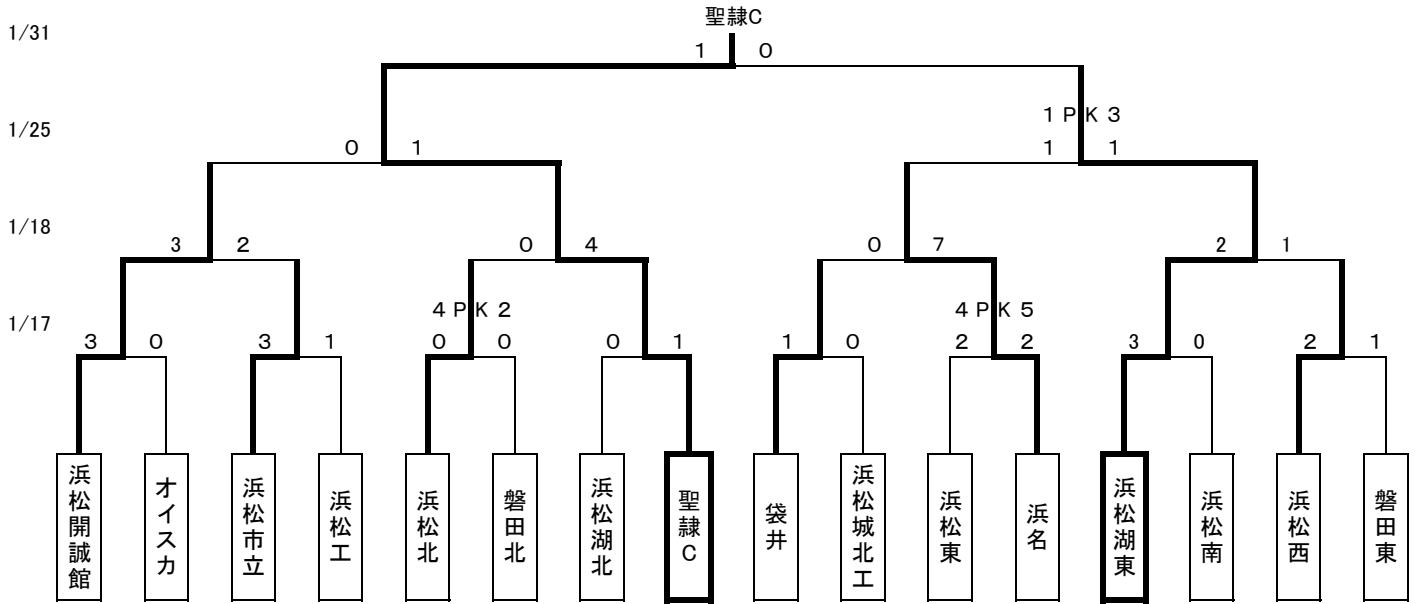 聖隷C
1/31
1 0
1 P K 3
1/25
0 1 1 1
1/18
3 2 0 4 0 7 2 1
4 P K 2 4 P K 5
1/17
3 0 3 1 0 0 0 1 1 0 2 2 3 0 2 1
浜松開誠館
オイスカ
浜松市立
浜松工
浜松北
磐田北
浜松湖北
聖隷C
袋井
浜松城北工
浜松東
浜名
浜松湖東
浜松南
浜松西
磐田東